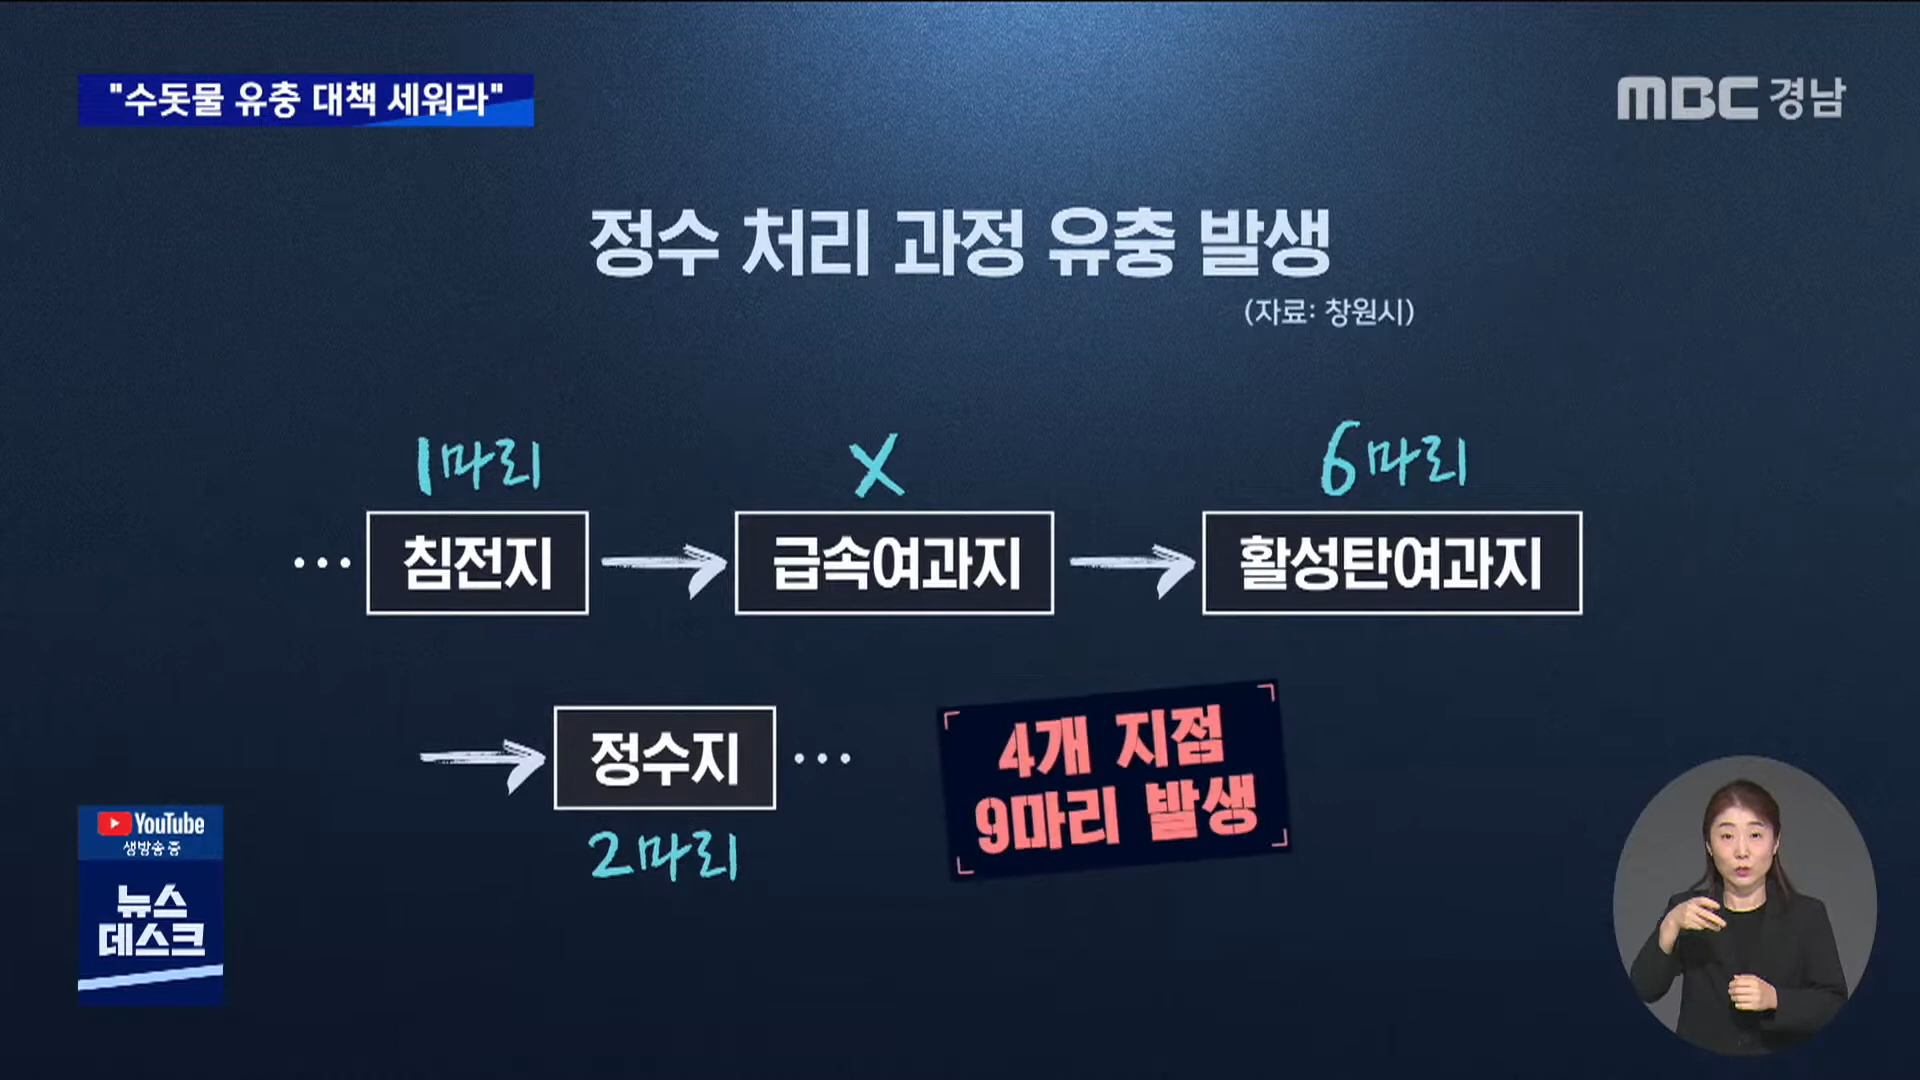 "수돗물 유충 대책 세워라"
MBC 경남
정수 처리 과정 유충 발생
(자료: 창원시)
1마리
X
6마리
··· 침전지 → 급속여과지 → 활성탄여과지
→ 정수지 ···
2마리
4개 지점
9마리 발생
YouTube
생방송 중
뉴스
데스크